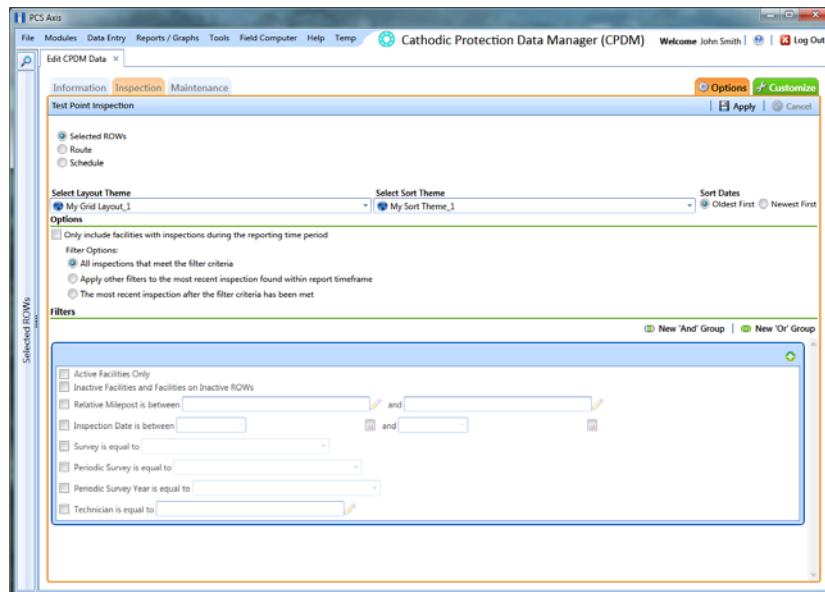 PCS Axis
File Modules Data Entry Reports / Graphs Tools Field Computer Help Temp Cathodic Protection Data Manager (CPDM) Welcome John Smith | | Log Out
Edit CPDM Data ×
Information Inspection Maintenance Options Customize
Test Point Inspection | Apply | Cancel
Selected ROWs
Route
Schedule
Select Layout Theme Select Sort Theme Sort Dates
My Grid Layout_1 My Sort Theme_1 Oldest First Newest First
Options
Only include facilities with inspections during the reporting time period
Filter Options:
All inspections that meet the filter criteria
Apply other filters to the most recent inspection found within report timeframe
The most recent inspection after the filter criteria has been met
Filters
New 'And' Group | New 'Or' Group
Active Facilities Only
Inactive Facilities and Facilities on Inactive ROWs
Relative Milepost is between and
Inspection Date is between and
Survey is equal to
Periodic Survey is equal to
Periodic Survey Year is equal to
Technician is equal to
Selected ROWs